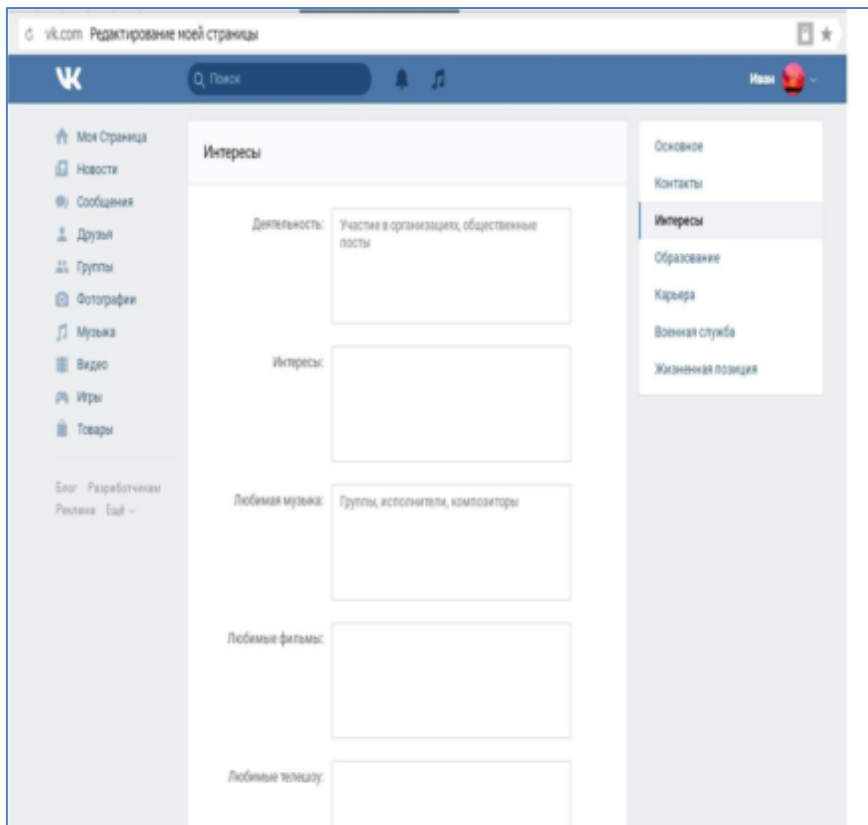 vk.com Редактирование моей страницы
Поиск
Иван
Моя Страница
Новости
Сообщения
Друзья
Группы
Фотографии
Музыка
Видео
Игры
Товары
Блог Разработчикам
Реклама Ещё
Интересы
Деятельность:
Участие в организациях, общественные
посты
Интересы:
Любимая музыка:
Группы, исполнители, композиторы
Любимые фильмы:
Любимые телешоу:
Основное
Контакты
Интересы
Образование
Карьера
Военная служба
Жизненная позиция